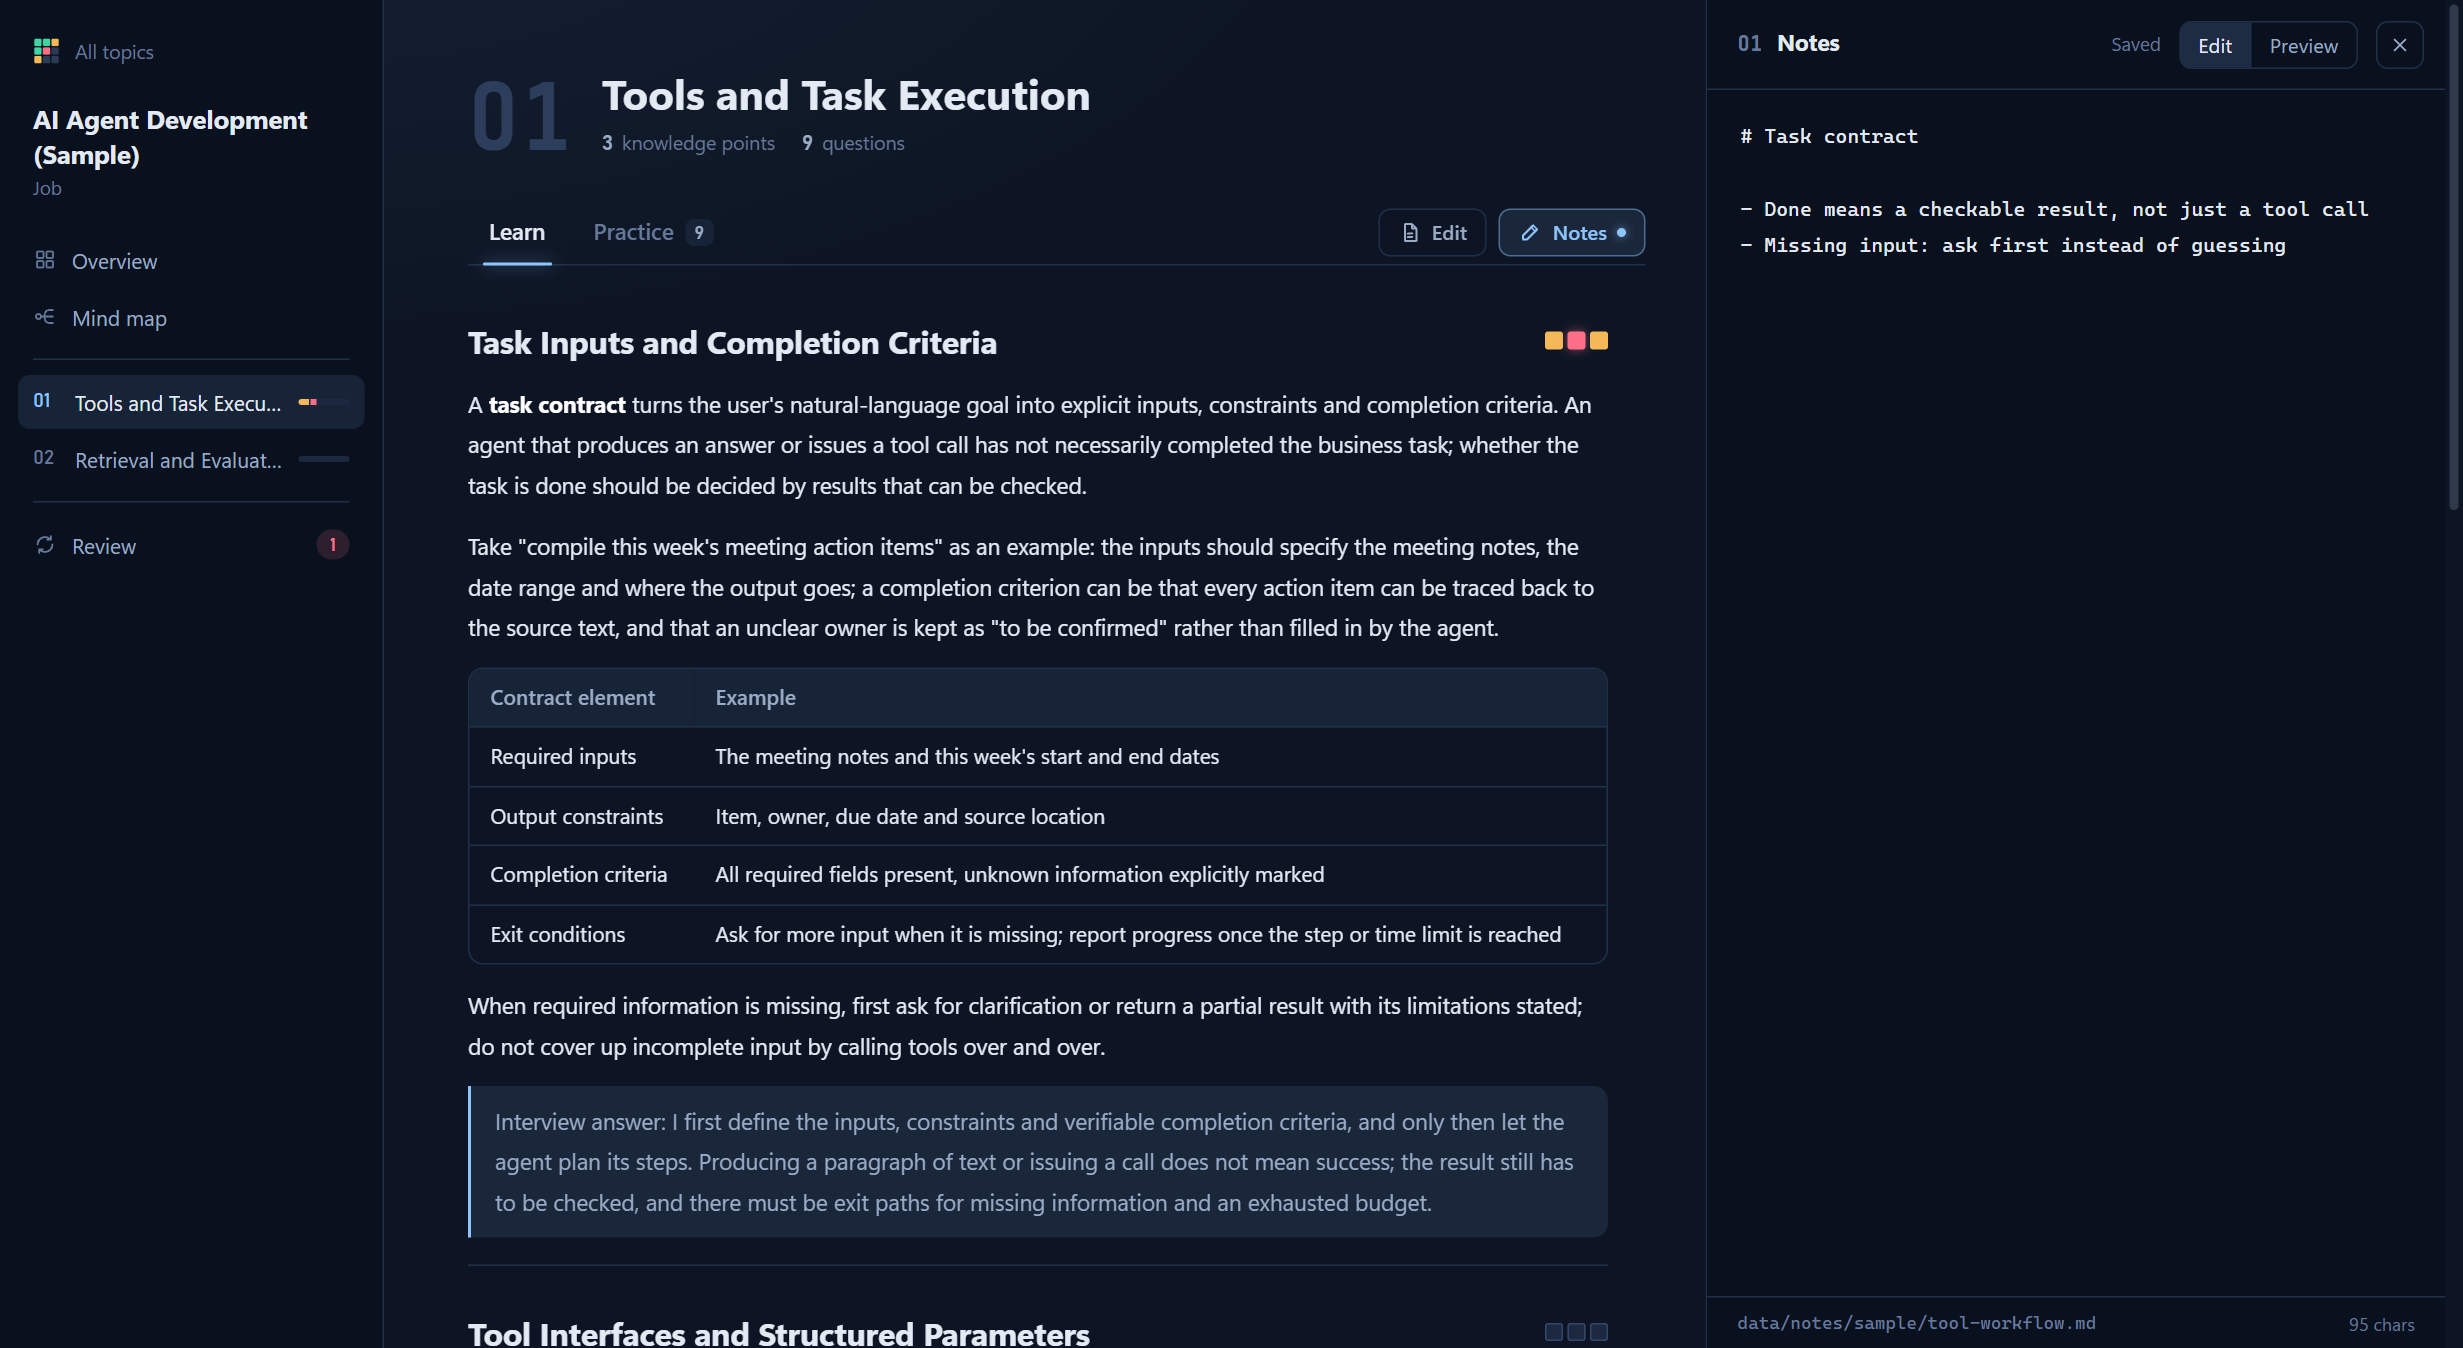 All topics
AI Agent Development
(Sample)
Job
Overview
Mind map
01 Tools and Task Execu...
02 Retrieval and Evaluat...
Review 1
01
Tools and Task Execution
3 knowledge points 9 questions
Learn Practice 9 Edit Notes
Task Inputs and Completion Criteria
A task contract turns the user's natural-language goal into explicit inputs, constraints and completion criteria. An
agent that produces an answer or issues a tool call has not necessarily completed the business task; whether the
task is done should be decided by results that can be checked.
Take "compile this week's meeting action items" as an example: the inputs should specify the meeting notes, the
date range and where the output goes; a completion criterion can be that every action item can be traced back to
the source text, and that an unclear owner is kept as "to be confirmed" rather than filled in by the agent.
Contract element Example
Required inputs The meeting notes and this week's start and end dates
Output constraints Item, owner, due date and source location
Completion criteria All required fields present, unknown information explicitly marked
Exit conditions Ask for more input when it is missing; report progress once the step or time limit is reached
When required information is missing, first ask for clarification or return a partial result with its limitations stated;
do not cover up incomplete input by calling tools over and over.
Interview answer: I first define the inputs, constraints and verifiable completion criteria, and only then let the
agent plan its steps. Producing a paragraph of text or issuing a call does not mean success; the result still has
to be checked, and there must be exit paths for missing information and an exhausted budget.
Tool Interfaces and Structured Parameters
01 Notes Saved Edit Preview
# Task contract
- Done means a checkable result, not just a tool call
- Missing input: ask first instead of guessing
data/notes/sample/tool-workflow.md 95 chars